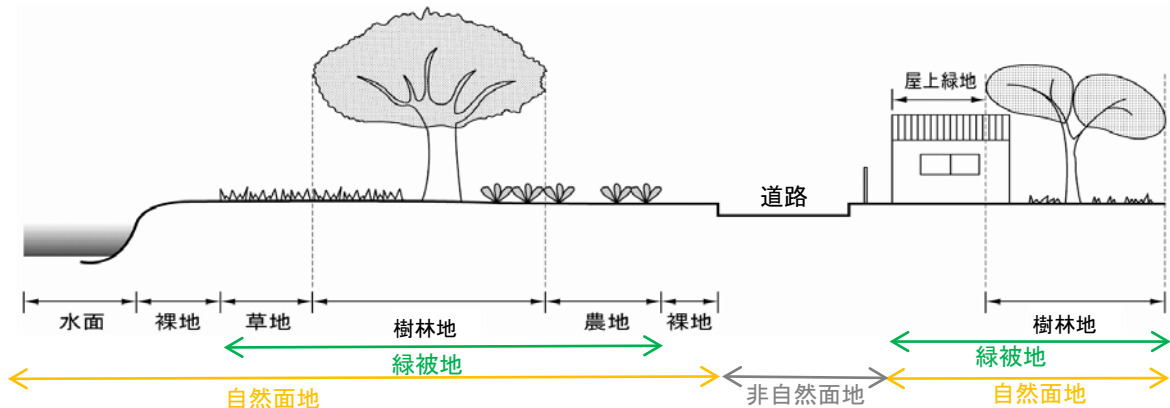 屋上緑地
道路
水面
裸地
草地
樹林地
農地
裸地
樹林地
緑被地
緑被地
自然面地
非自然面地
自然面地